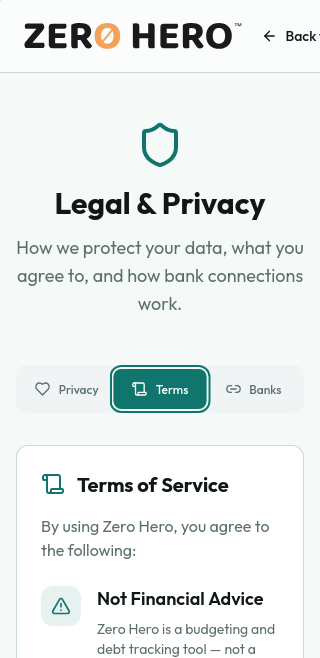 ZERO HERO™
Back
Legal & Privacy
How we protect your data, what you
agree to, and how bank connections
work.
Privacy
Terms
Banks
Terms of Service
By using Zero Hero, you agree to
the following:
Not Financial Advice
Zero Hero is a budgeting and
debt tracking tool — not a